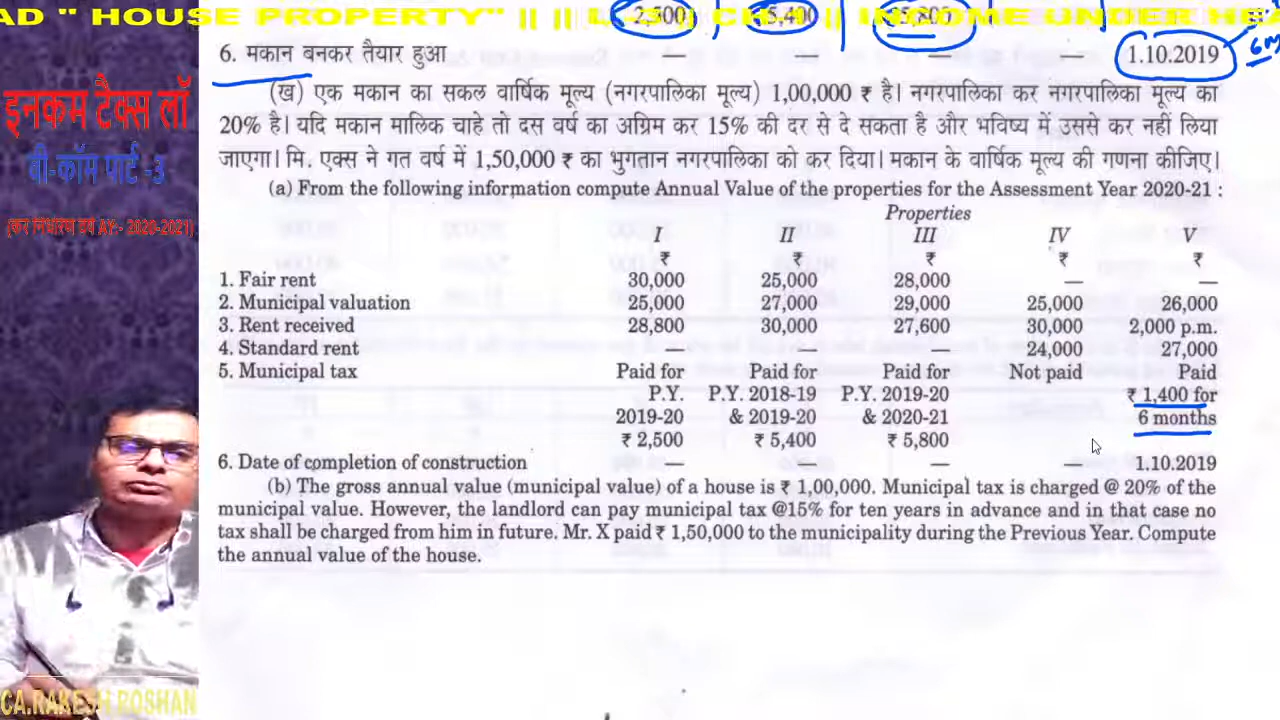 AD " HOUSE PROPERTY" || || L- || CH-1 || INCOME UNDER HEA
2,500 5,400 5,800
6. मकान बनकर तैयार हुआ — — — — 1.10.2019
6m
(ख) एक मकान का सकल वार्षिक मूल्य (नगरपालिका मूल्य) 1,00,000 ₹ है। नगरपालिका कर नगरपालिका मूल्य का
20% है। यदि मकान मालिक चाहे तो दस वर्ष का अग्रिम कर 15% की दर से दे सकता है और भविष्य में उससे कर नहीं लिया
जाएगा। मि. एक्स ने गत वर्ष में 1,50,000 ₹ का भुगतान नगरपालिका को कर दिया। मकान के वार्षिक मूल्य की गणना कीजिए।
(a) From the following information compute Annual Value of the properties for the Assessment Year 2020-21 :
Properties
I II III IV V
₹ ₹ ₹ ₹ ₹
1. Fair rent 30,000 25,000 28,000 — —
2. Municipal valuation 25,000 27,000 29,000 25,000 26,000
3. Rent received 28,800 30,000 27,600 30,000 2,000 p.m.
4. Standard rent — — — 24,000 27,000
5. Municipal tax Paid for Paid for Paid for Not paid Paid
P.Y. P.Y. 2018-19 P.Y. 2019-20 ₹ 1,400 for
2019-20 & 2019-20 & 2020-21 6 months
₹ 2,500 ₹ 5,400 ₹ 5,800
6. Date of completion of construction — — — — 1.10.2019
(b) The gross annual value (municipal value) of a house is ₹ 1,00,000. Municipal tax is charged @ 20% of the
municipal value. However, the landlord can pay municipal tax @15% for ten years in advance and in that case no
tax shall be charged from him in future. Mr. X paid ₹ 1,50,000 to the municipality during the Previous Year. Compute
the annual value of the house.
इनकम टैक्स लॉ
बी-कॉम पार्ट -3
(कर निर्धारण वर्ष AY:- 2020-2021)
CA.RAKESH ROSHAN